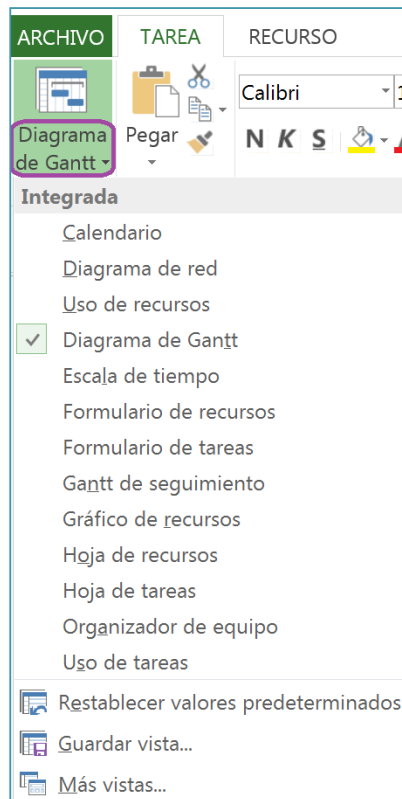 ARCHIVO TAREA RECURSO
Diagrama de Gantt
Pegar
Calibri
N K S
Integrada
Calendario
Diagrama de red
Uso de recursos
Diagrama de Gantt
Escala de tiempo
Formulario de recursos
Formulario de tareas
Gantt de seguimiento
Gráfico de recursos
Hoja de recursos
Hoja de tareas
Organizador de equipo
Uso de tareas
Restablecer valores predeterminados
Guardar vista...
Más vistas...